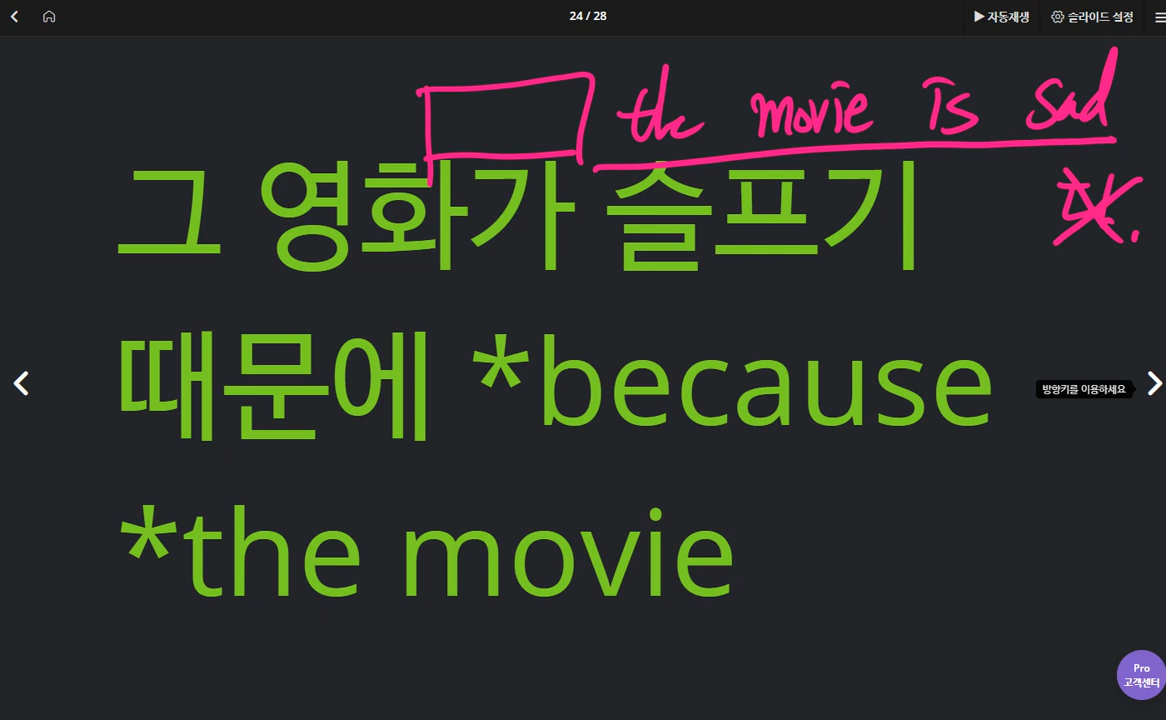 24 / 28
▶ 자동재생
슬라이드 설정
the movie is sad
그 영화가 슬프기
때문에 *because
방향키를 이용하세요
*the movie
Pro
고객센터